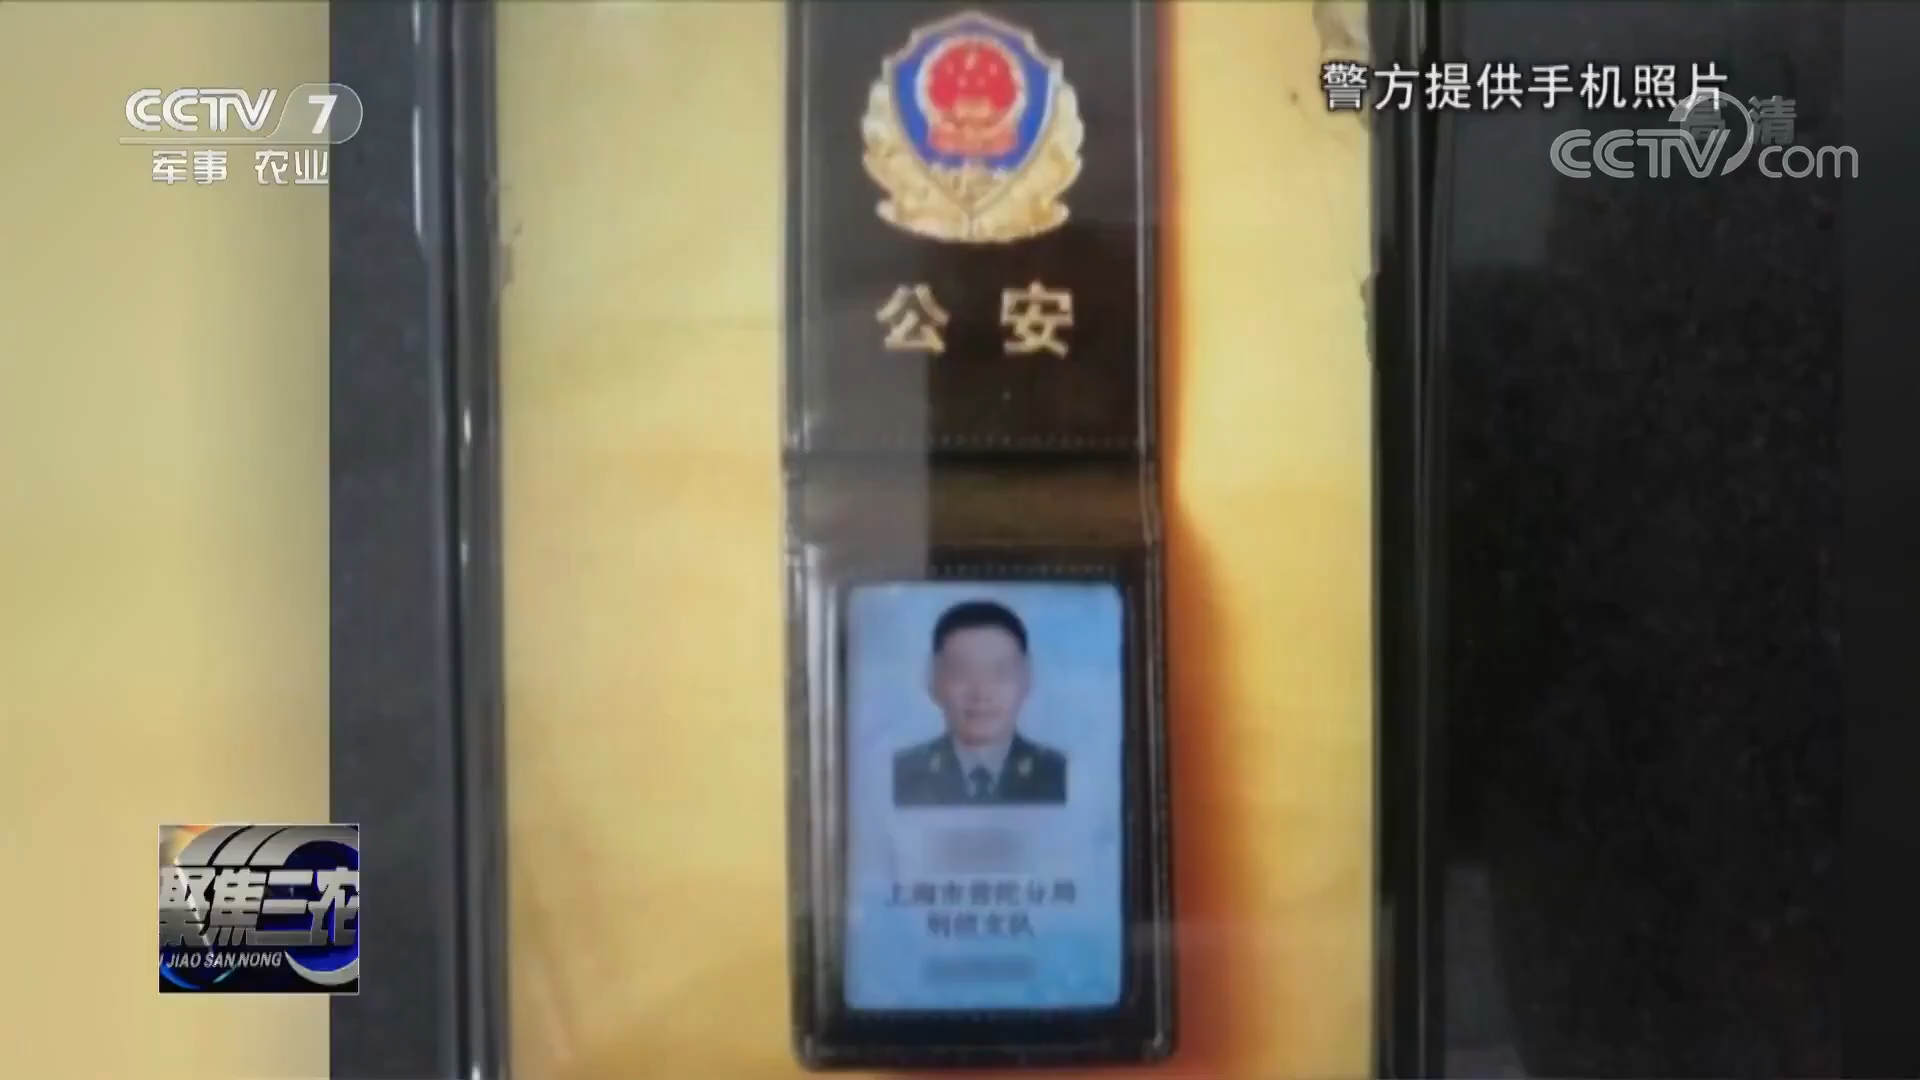 CCTV 7
军事 农业
警方提供手机照片
高清
CCTV.com
公安
上海市普陀分局
刑侦支队
聚焦三农
JIAO SAN NONG